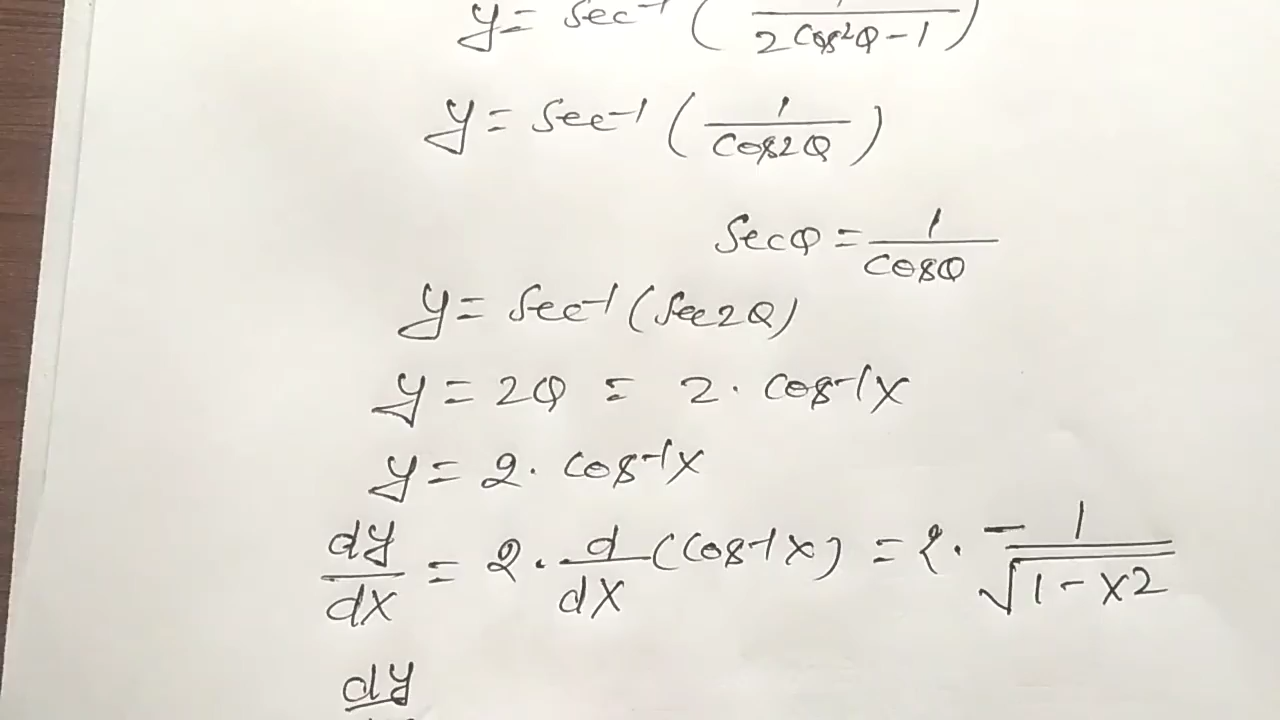 y = sec⁻¹ ( 1 / (2cos²θ - 1) )
y = sec⁻¹ ( 1 / cos2θ )
secθ = 1 / cosθ
y = sec⁻¹ (sec2θ)
y = 2θ = 2 . cos⁻¹x
y = 2 . cos⁻¹x
dy/dx = 2 . d/dx (cos⁻¹x) = 2 . - 1 / √(1 - x2)
dy